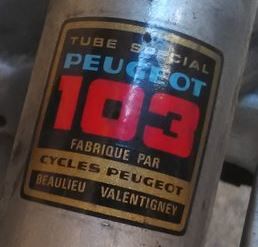 TUBE SPECIAL
PEUGEOT
103
FABRIQUE PAR
CYCLES PEUGEOT
BEAULIEU VALENTIGNEY